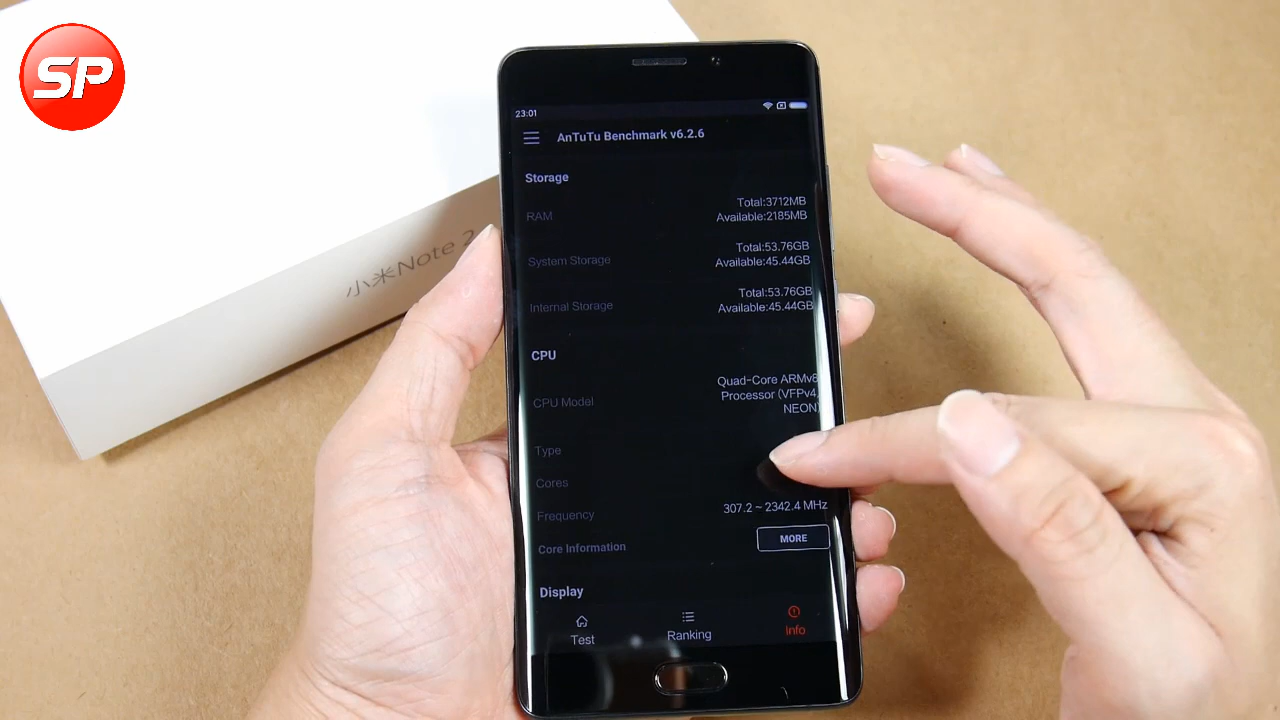 SP
小米Note 2
23:01
AnTuTu Benchmark v6.2.6
Storage
RAM
Total:3712MB
Available:2185MB
System Storage
Total:53.76GB
Available:45.44GB
Internal Storage
Total:53.76GB
Available:45.44GB
CPU
CPU Model
Quad-Core ARMv8
Processor (VFPv4,
NEON)
Type
Cores
Frequency
307.2 ~ 2342.4 MHz
Core Information
MORE
Display
Test
Ranking
Info